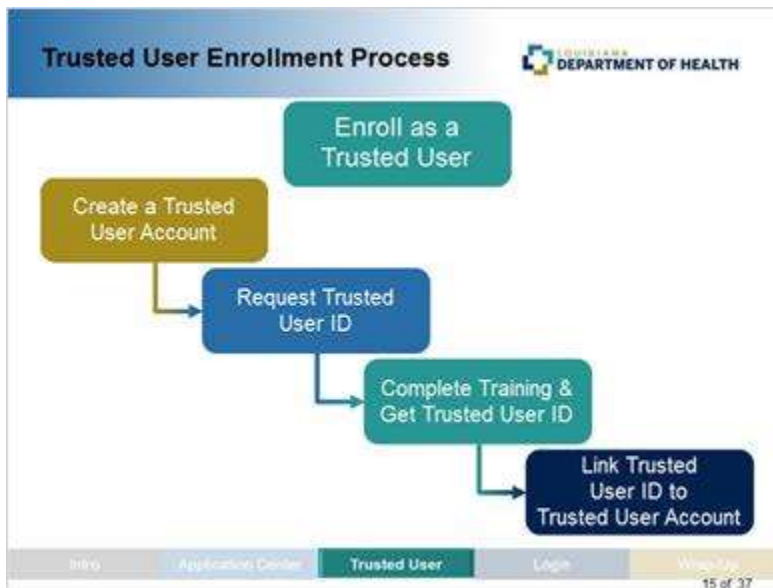 Trusted User Enrollment Process
LOUISIANA
DEPARTMENT OF HEALTH
Enroll as a
Trusted User
Create a Trusted
User Account
Request Trusted
User ID
Complete Training &
Get Trusted User ID
Link Trusted
User ID to
Trusted User Account
Intro
Application Center
Trusted User
Login
Wrap-Up
15 of 37